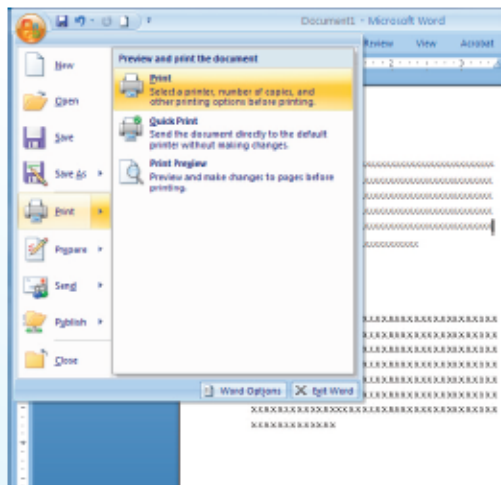 Document1 - Microsoft Word
Review View Acrobat
New
Open
Save
Save As
Print
Prepare
Send
Publish
Close
Preview and print the document
Print
Select a printer, number of copies, and
other printing options before printing.
Quick Print
Send the document directly to the default
printer without making changes.
Print Preview
Preview and make changes to pages before
printing.
Word Options Exit Word